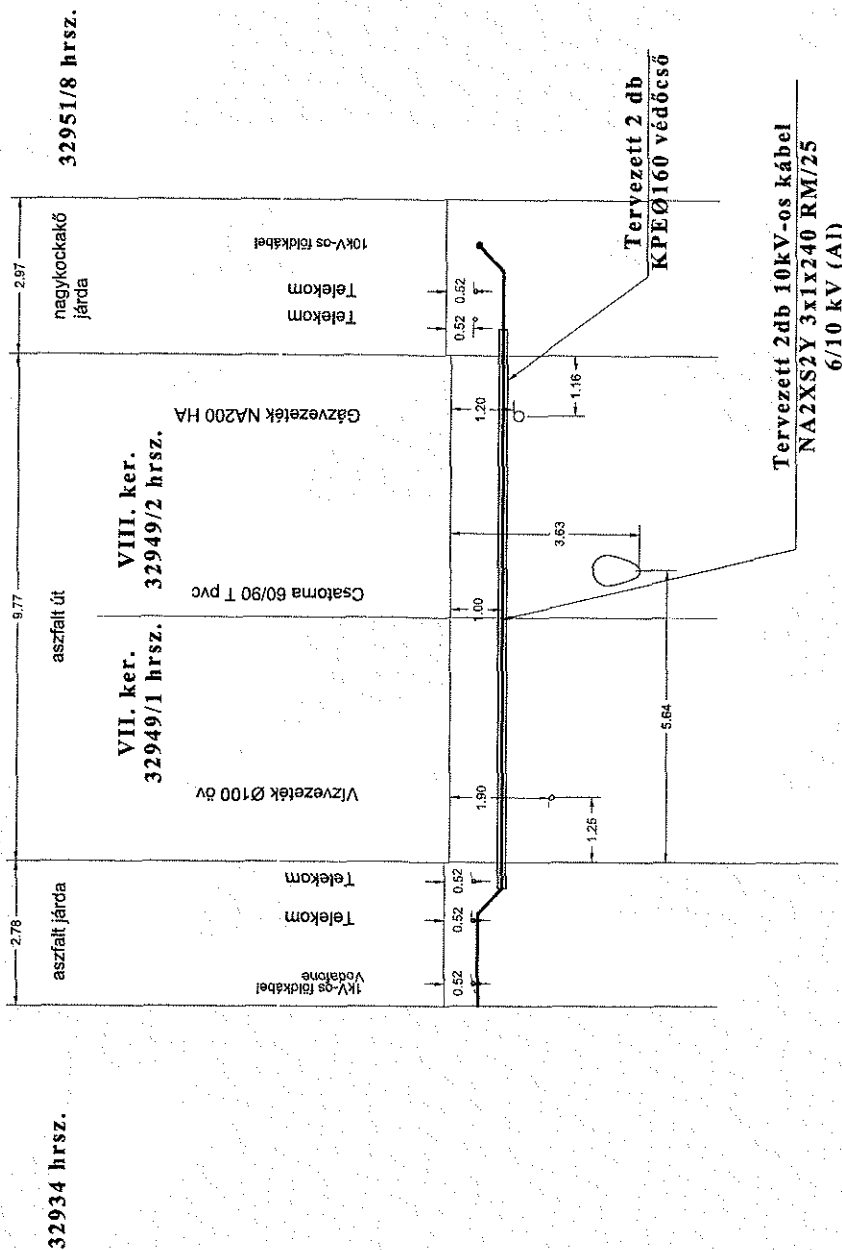 32934 hrsz.
32951/8 hrsz.
2.78
9.77
2.97
aszfalt járda
aszfalt út
nagykockakő
járda
VII. ker.
32949/1 hrsz.
VIII. ker.
32949/2 hrsz.
1kV-os földkábel
Vodafone
Telekom
Telekom
Vízvezeték Ø100 öv
Csatorna 60/90 T pvc
Gázvezeték NA200 HA
Telekom
Telekom
10kV-os földkábel
0.52
0.52
0.52
1.90
1.00
1.20
0.52
0.52
1.25
5.64
3.63
1.16
Tervezett 2 db
KPEØ160 védőcső
Tervezett 2db 10kV-os kábel
NA2XS2Y 3x1x240 RM/25
6/10 kV (Al)